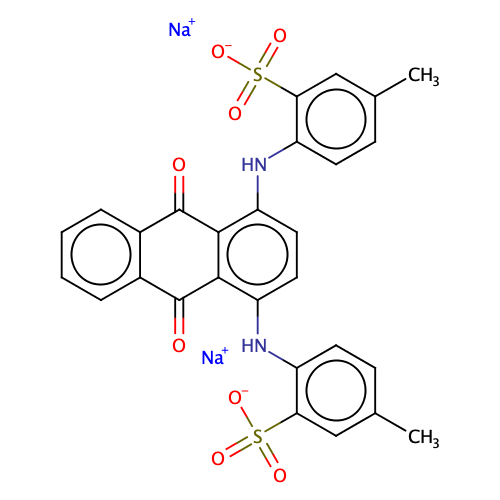 Na+
O− O
S
O CH3
O HN
O HN
Na+
O−
S CH3
O O